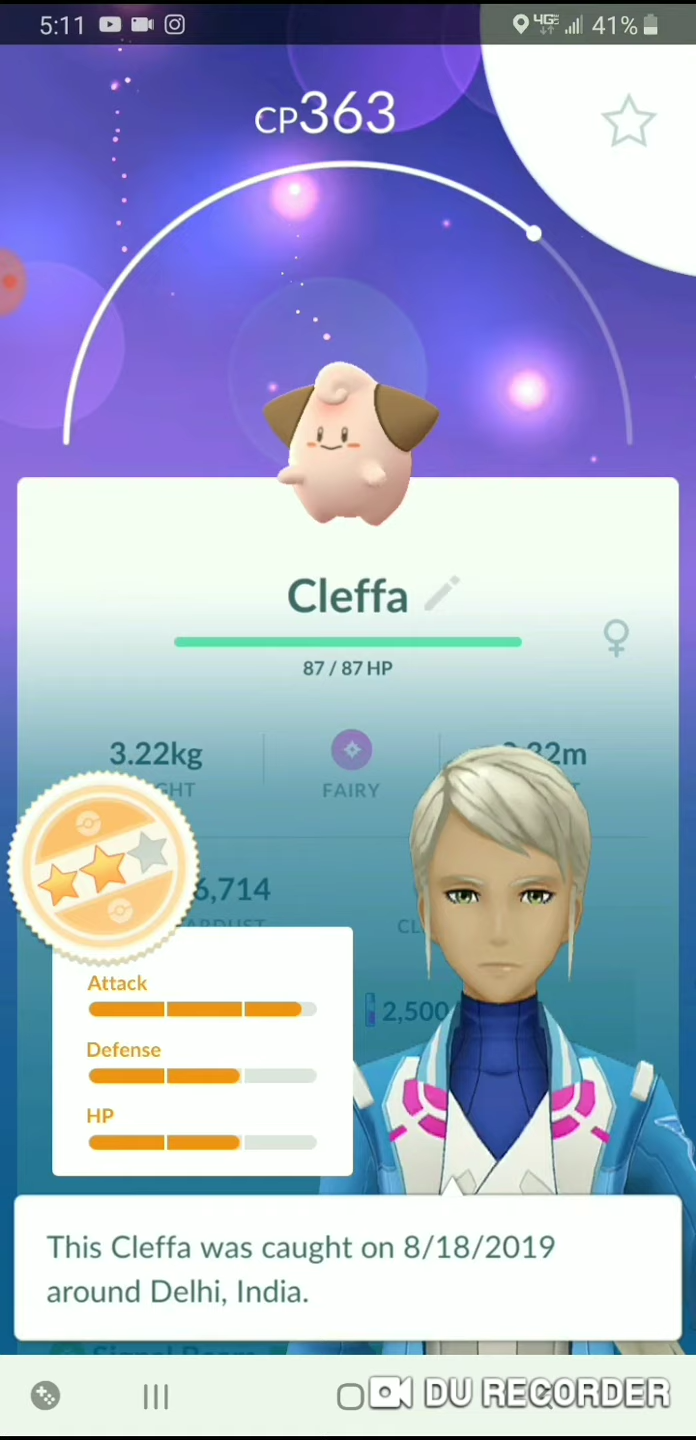 5:11
4GE 41%
CP363
Cleffa
87 / 87 HP
3.22kg
FAIRY
6,714
Attack
2,500
Defense
HP
This Cleffa was caught on 8/18/2019
around Delhi, India.
DU RECORDER